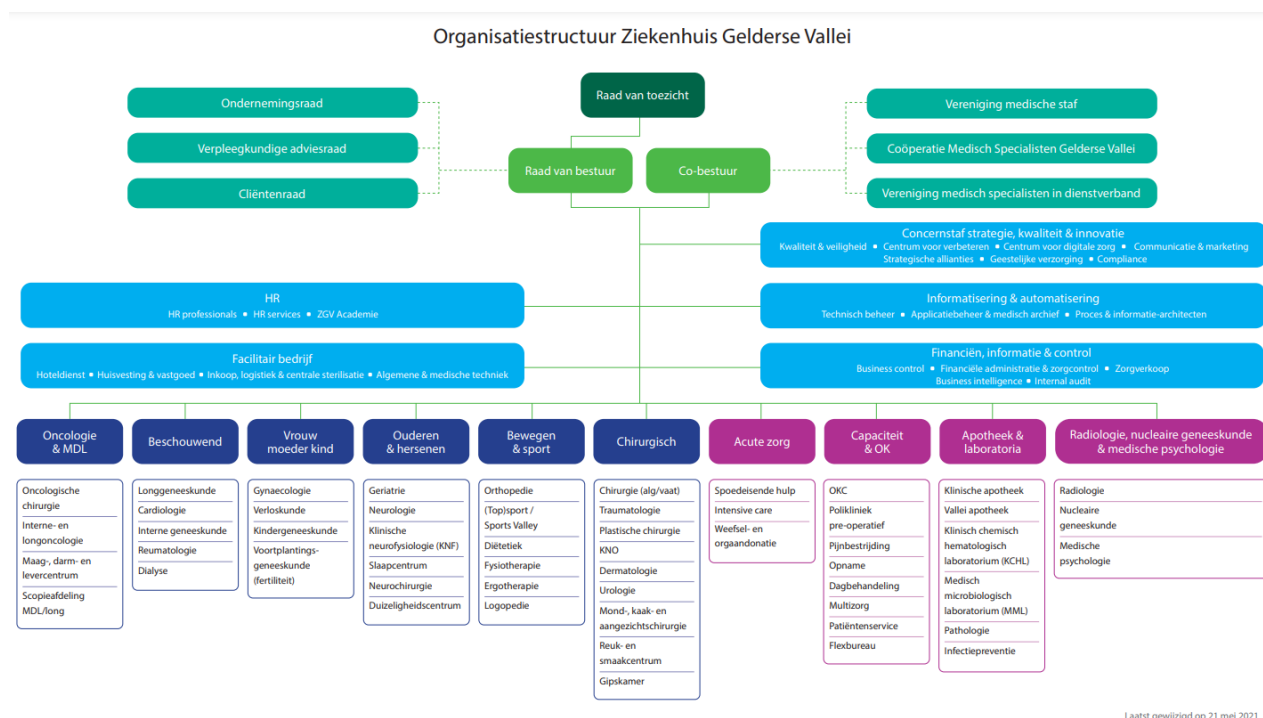 Organisatiestructuur Ziekenhuis Gelderse Vallei
Raad van toezicht
Ondernemingsraad
Verpleegkundige adviesraad
Cliëntenraad
Raad van bestuur
Co-bestuur
Vereniging medische staf
Coöperatie Medisch Specialisten Gelderse Vallei
Vereniging medisch specialisten in dienstverband
Concernstaf strategie, kwaliteit & innovatie
Kwaliteit & veiligheid ▪ Centrum voor verbeteren ▪ Centrum voor digitale zorg ▪ Communicatie & marketing
Strategische allianties ▪ Geestelijke verzorging ▪ Compliance
HR
HR professionals ▪ HR services ▪ ZGV Academie
Informatisering & automatisering
Technisch beheer ▪ Applicatiebeheer & medisch archief ▪ Proces & informatie-architecten
Facilitair bedrijf
Hoteldienst ▪ Huisvesting & vastgoed ▪ Inkoop, logistiek & centrale sterilisatie ▪ Algemene & medische techniek
Financiën, informatie & control
Business control ▪ Financiële administratie & zorgcontrol ▪ Zorgverkoop
Business intelligence ▪ Internal audit
Oncologie
& MDL
Oncologische
chirurgie
Interne- en
longoncologie
Maag-, darm- en
levercentrum
Scopieafdeling
MDL/long
Beschouwend
Longgeneeskunde
Cardiologie
Interne geneeskunde
Reumatologie
Dialyse
Vrouw
moeder kind
Gynaecologie
Verloskunde
Kindergeneeskunde
Voortplantings-
geneeskunde
(fertiliteit)
Ouderen
& hersenen
Geriatrie
Neurologie
Klinische
neurofysiologie (KNF)
Slaapcentrum
Neurochirurgie
Duizeligheidscentrum
Bewegen
& sport
Orthopedie
(Top)sport /
Sports Valley
Diëtetiek
Fysiotherapie
Ergotherapie
Logopedie
Chirurgisch
Chirurgie (alg/vaat)
Traumatologie
Plastische chirurgie
KNO
Dermatologie
Urologie
Mond-, kaak- en
aangezichtschirurgie
Reuk- en
smaakcentrum
Gipskamer
Acute zorg
Spoedeisende hulp
Intensive care
Weefsel- en
orgaandonatie
Capaciteit
& OK
OKC
Polikliniek
pre-operatief
Pijnbestrijding
Opname
Dagbehandeling
Multizorg
Patiëntenservice
Flexbureau
Apotheek &
laboratoria
Klinische apotheek
Vallei apotheek
Klinisch chemisch
hematologisch
laboratorium (KCHL)
Medisch
microbiologisch
laboratorium (MML)
Pathologie
Infectiepreventie
Radiologie, nucleaire geneeskunde
& medische psychologie
Radiologie
Nucleaire
geneeskunde
Medische
psychologie
Laatst gewijzigd op 21 mei 2021